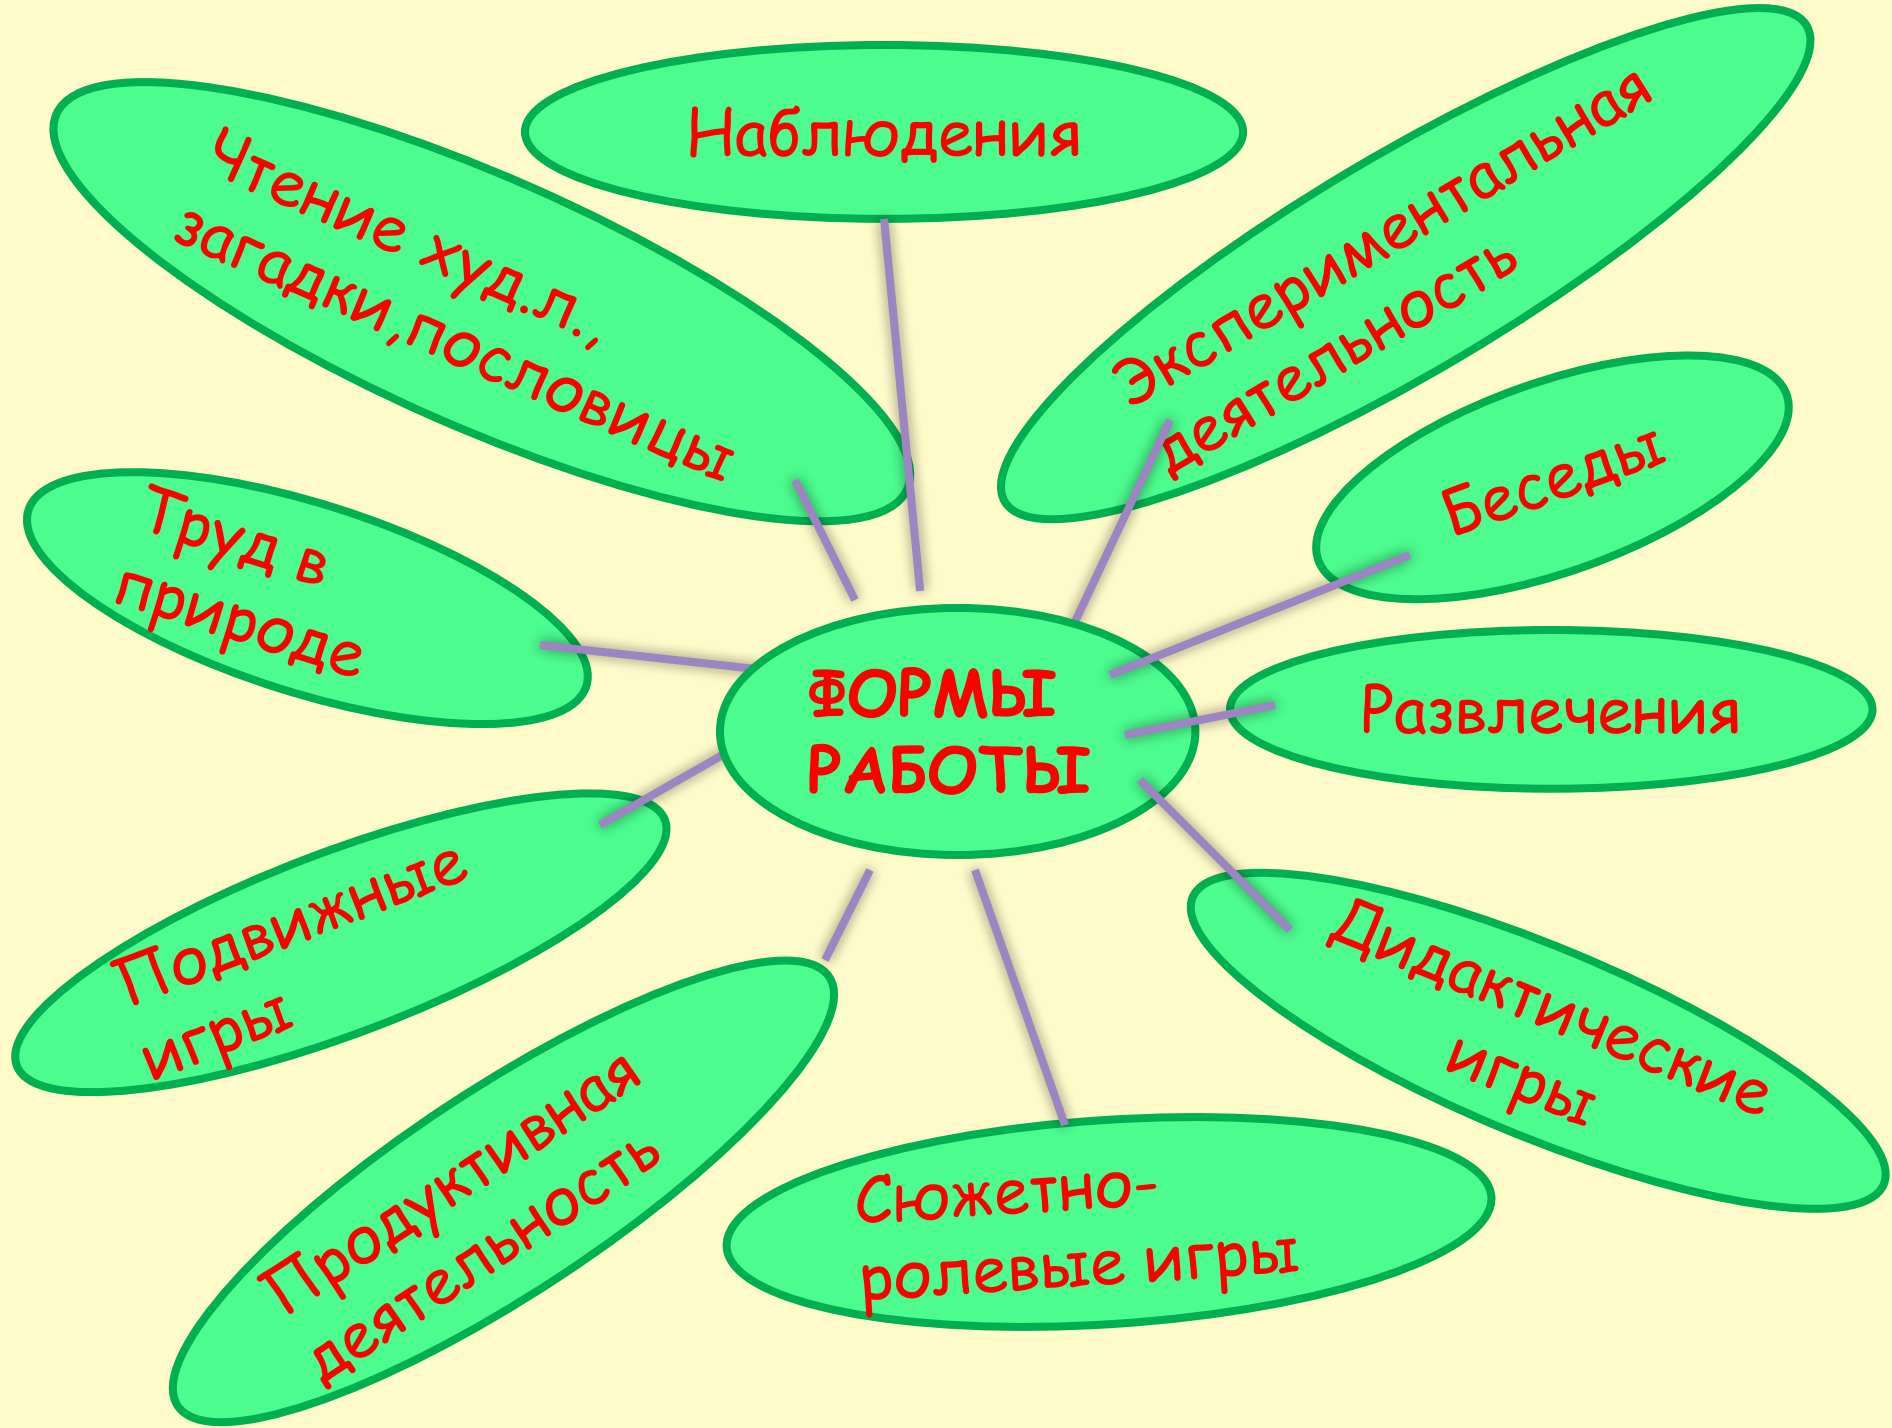 Наблюдения
Экспериментальная
деятельность
Чтение худ.л.,
загадки,пословицы
Беседы
Труд в
природе
ФОРМЫ
РАБОТЫ
Развлечения
Подвижные
игры
Дидактические
игры
Продуктивная
деятельность
Сюжетно-
ролевые игры